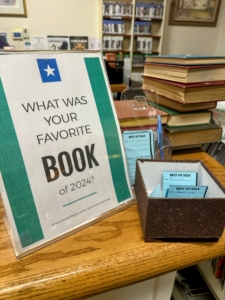 WHAT WAS
YOUR
FAVORITE
BOOK
of 2024?
BEST OF 2024
BEST OF 2024